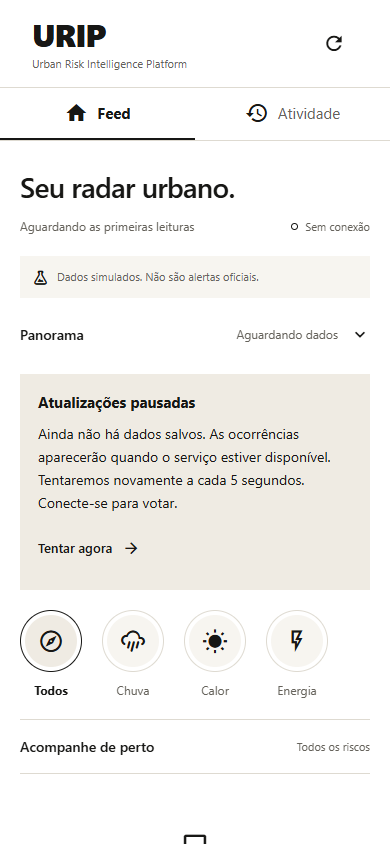 URIP
Urban Risk Intelligence Platform
Feed
Atividade
Seu radar urbano.
Aguardando as primeiras leituras
Sem conexão
Dados simulados. Não são alertas oficiais.
Panorama
Aguardando dados
Atualizações pausadas
Ainda não há dados salvos. As ocorrências
aparecerão quando o serviço estiver disponível.
Tentaremos novamente a cada 5 segundos.
Conecte-se para votar.
Tentar agora
Todos
Chuva
Calor
Energia
Acompanhe de perto
Todos os riscos